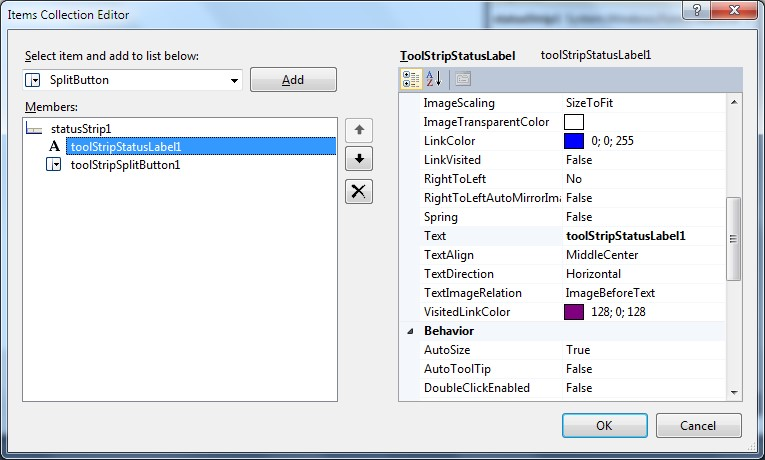 Items Collection Editor
Select item and add to list below:
SplitButton
Add
Members:
statusStrip1
A toolStripStatusLabel1
toolStripSplitButton1
ToolStripStatusLabel toolStripStatusLabel1
ImageScaling SizeToFit
ImageTransparentColor
LinkColor 0; 0; 255
LinkVisited False
RightToLeft No
RightToLeftAutoMirrorIma False
Spring False
Text toolStripStatusLabel1
TextAlign MiddleCenter
TextDirection Horizontal
TextImageRelation ImageBeforeText
VisitedLinkColor 128; 0; 128
Behavior
AutoSize True
AutoToolTip False
DoubleClickEnabled False
OK Cancel